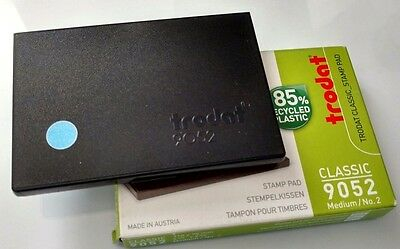 trodat
9052
85%
RECYCLED
PLASTIC
trodat
TRODAT CLASSIC STAMP PAD
CLASSIC
9052
Medium / No. 2
STAMP PAD
STEMPELKISSEN
TAMPON POUR TIMBRES
MADE IN AUSTRIA
9052